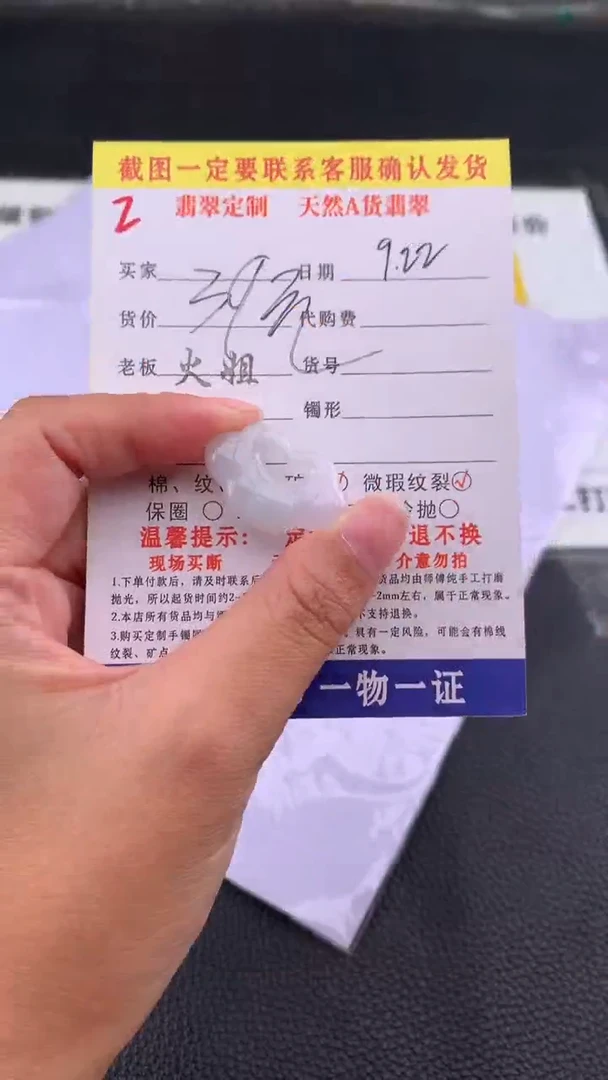 截图一定要联系客服确认发货
2 翡翠定制 天然A货翡翠
买家 日期 9.22
货价 39元 代购费
老板 火姐 货号
镯形
棉、纹、 微瑕纹裂
保圈
温馨提示: 退不换
现场买断 介意勿拍
1.下单付款后,请及时联系 货品均由师傅纯手工打磨
抛光,所以起货时间约2- -2mm左右,属于正常现象。
2.本店所有货品均与 不支持退换。
3.购买定制手镯 具有一定风险,可能会有棉线
纹裂、矿点 正常现象。
一物一证